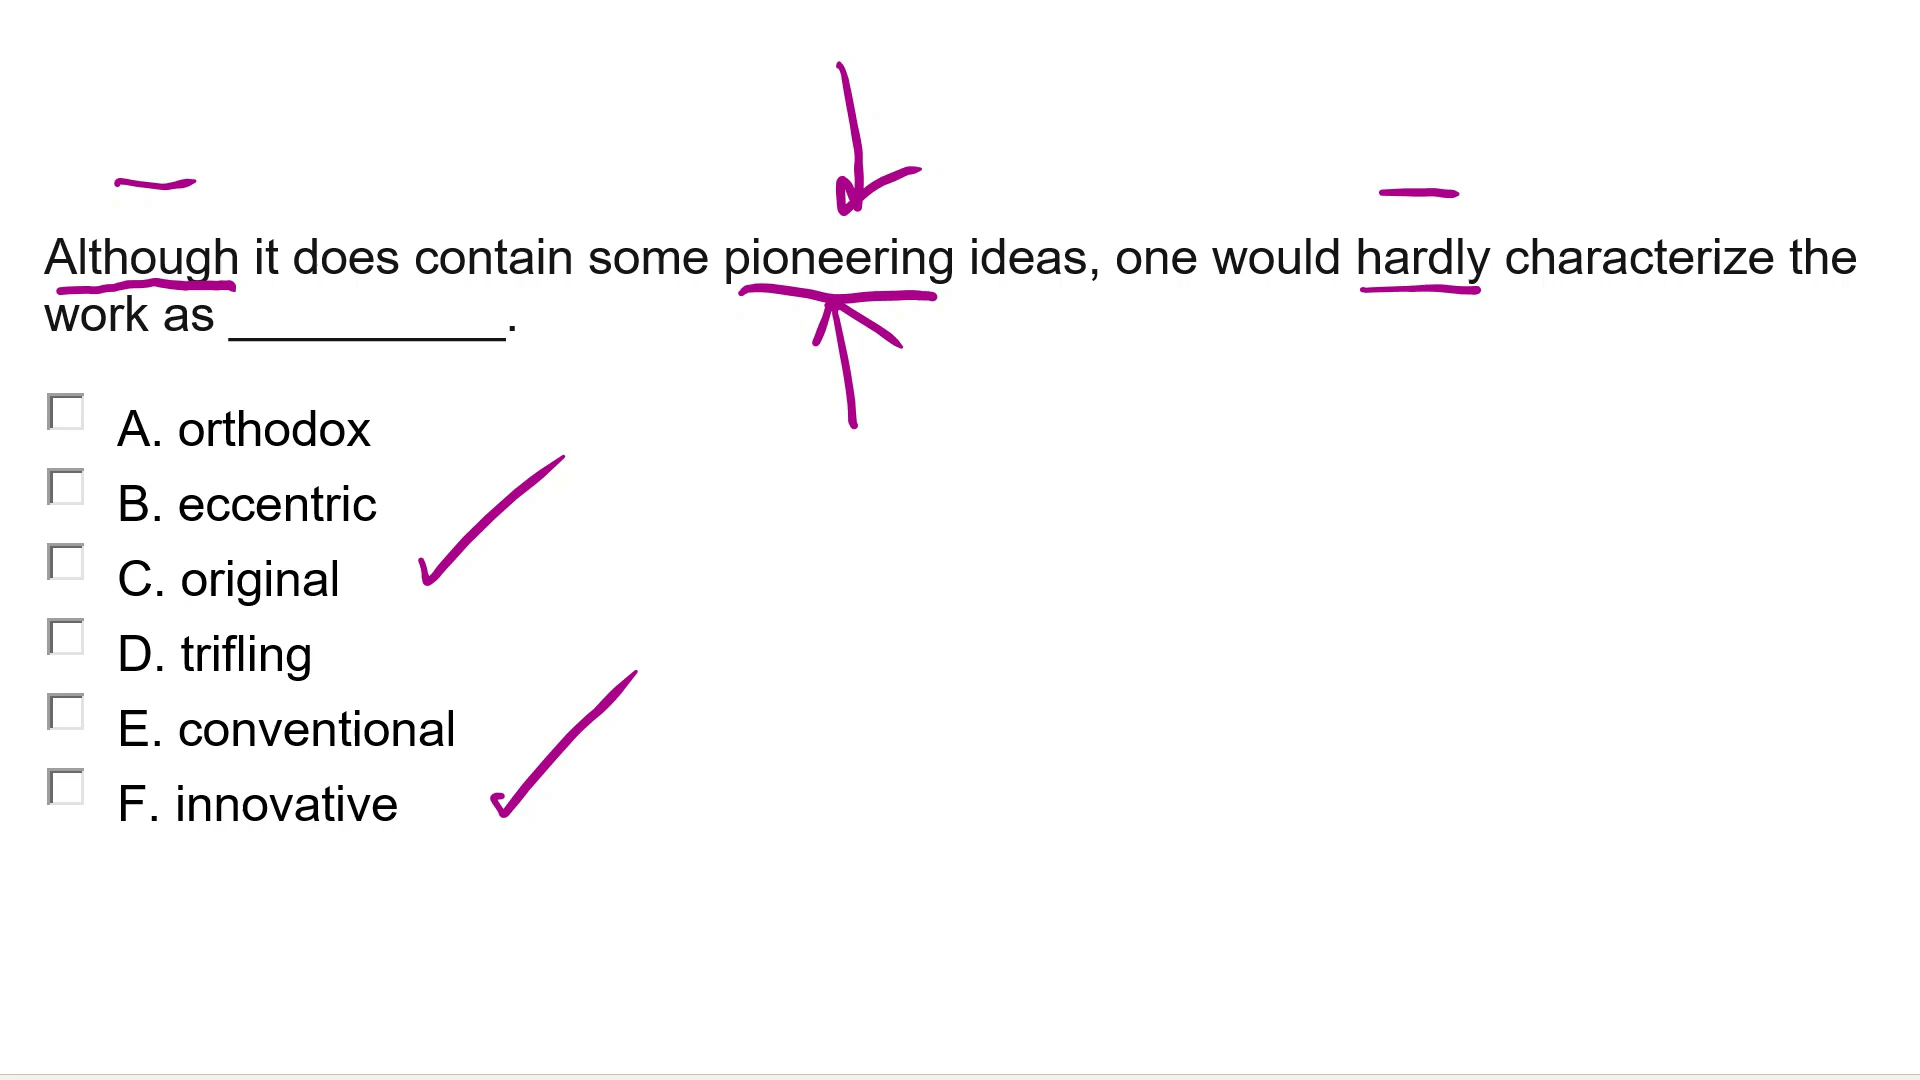 Although it does contain some pioneering ideas, one would hardly characterize the
work as ___________.
A. orthodox
B. eccentric
C. original
D. trifling
E. conventional
F. innovative